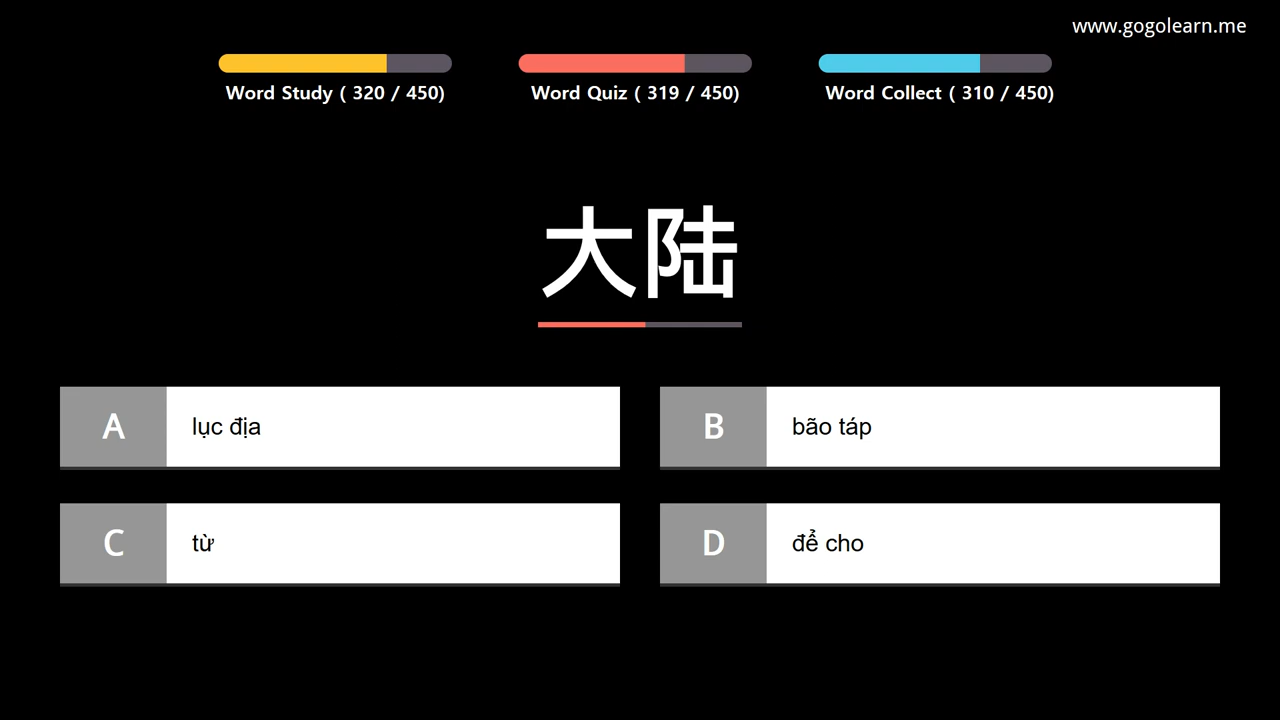 www.gogolearn.me
Word Study ( 320 / 450)
Word Quiz ( 319 / 450)
Word Collect ( 310 / 450)
大陆
A lục địa
B bão táp
C từ
D để cho